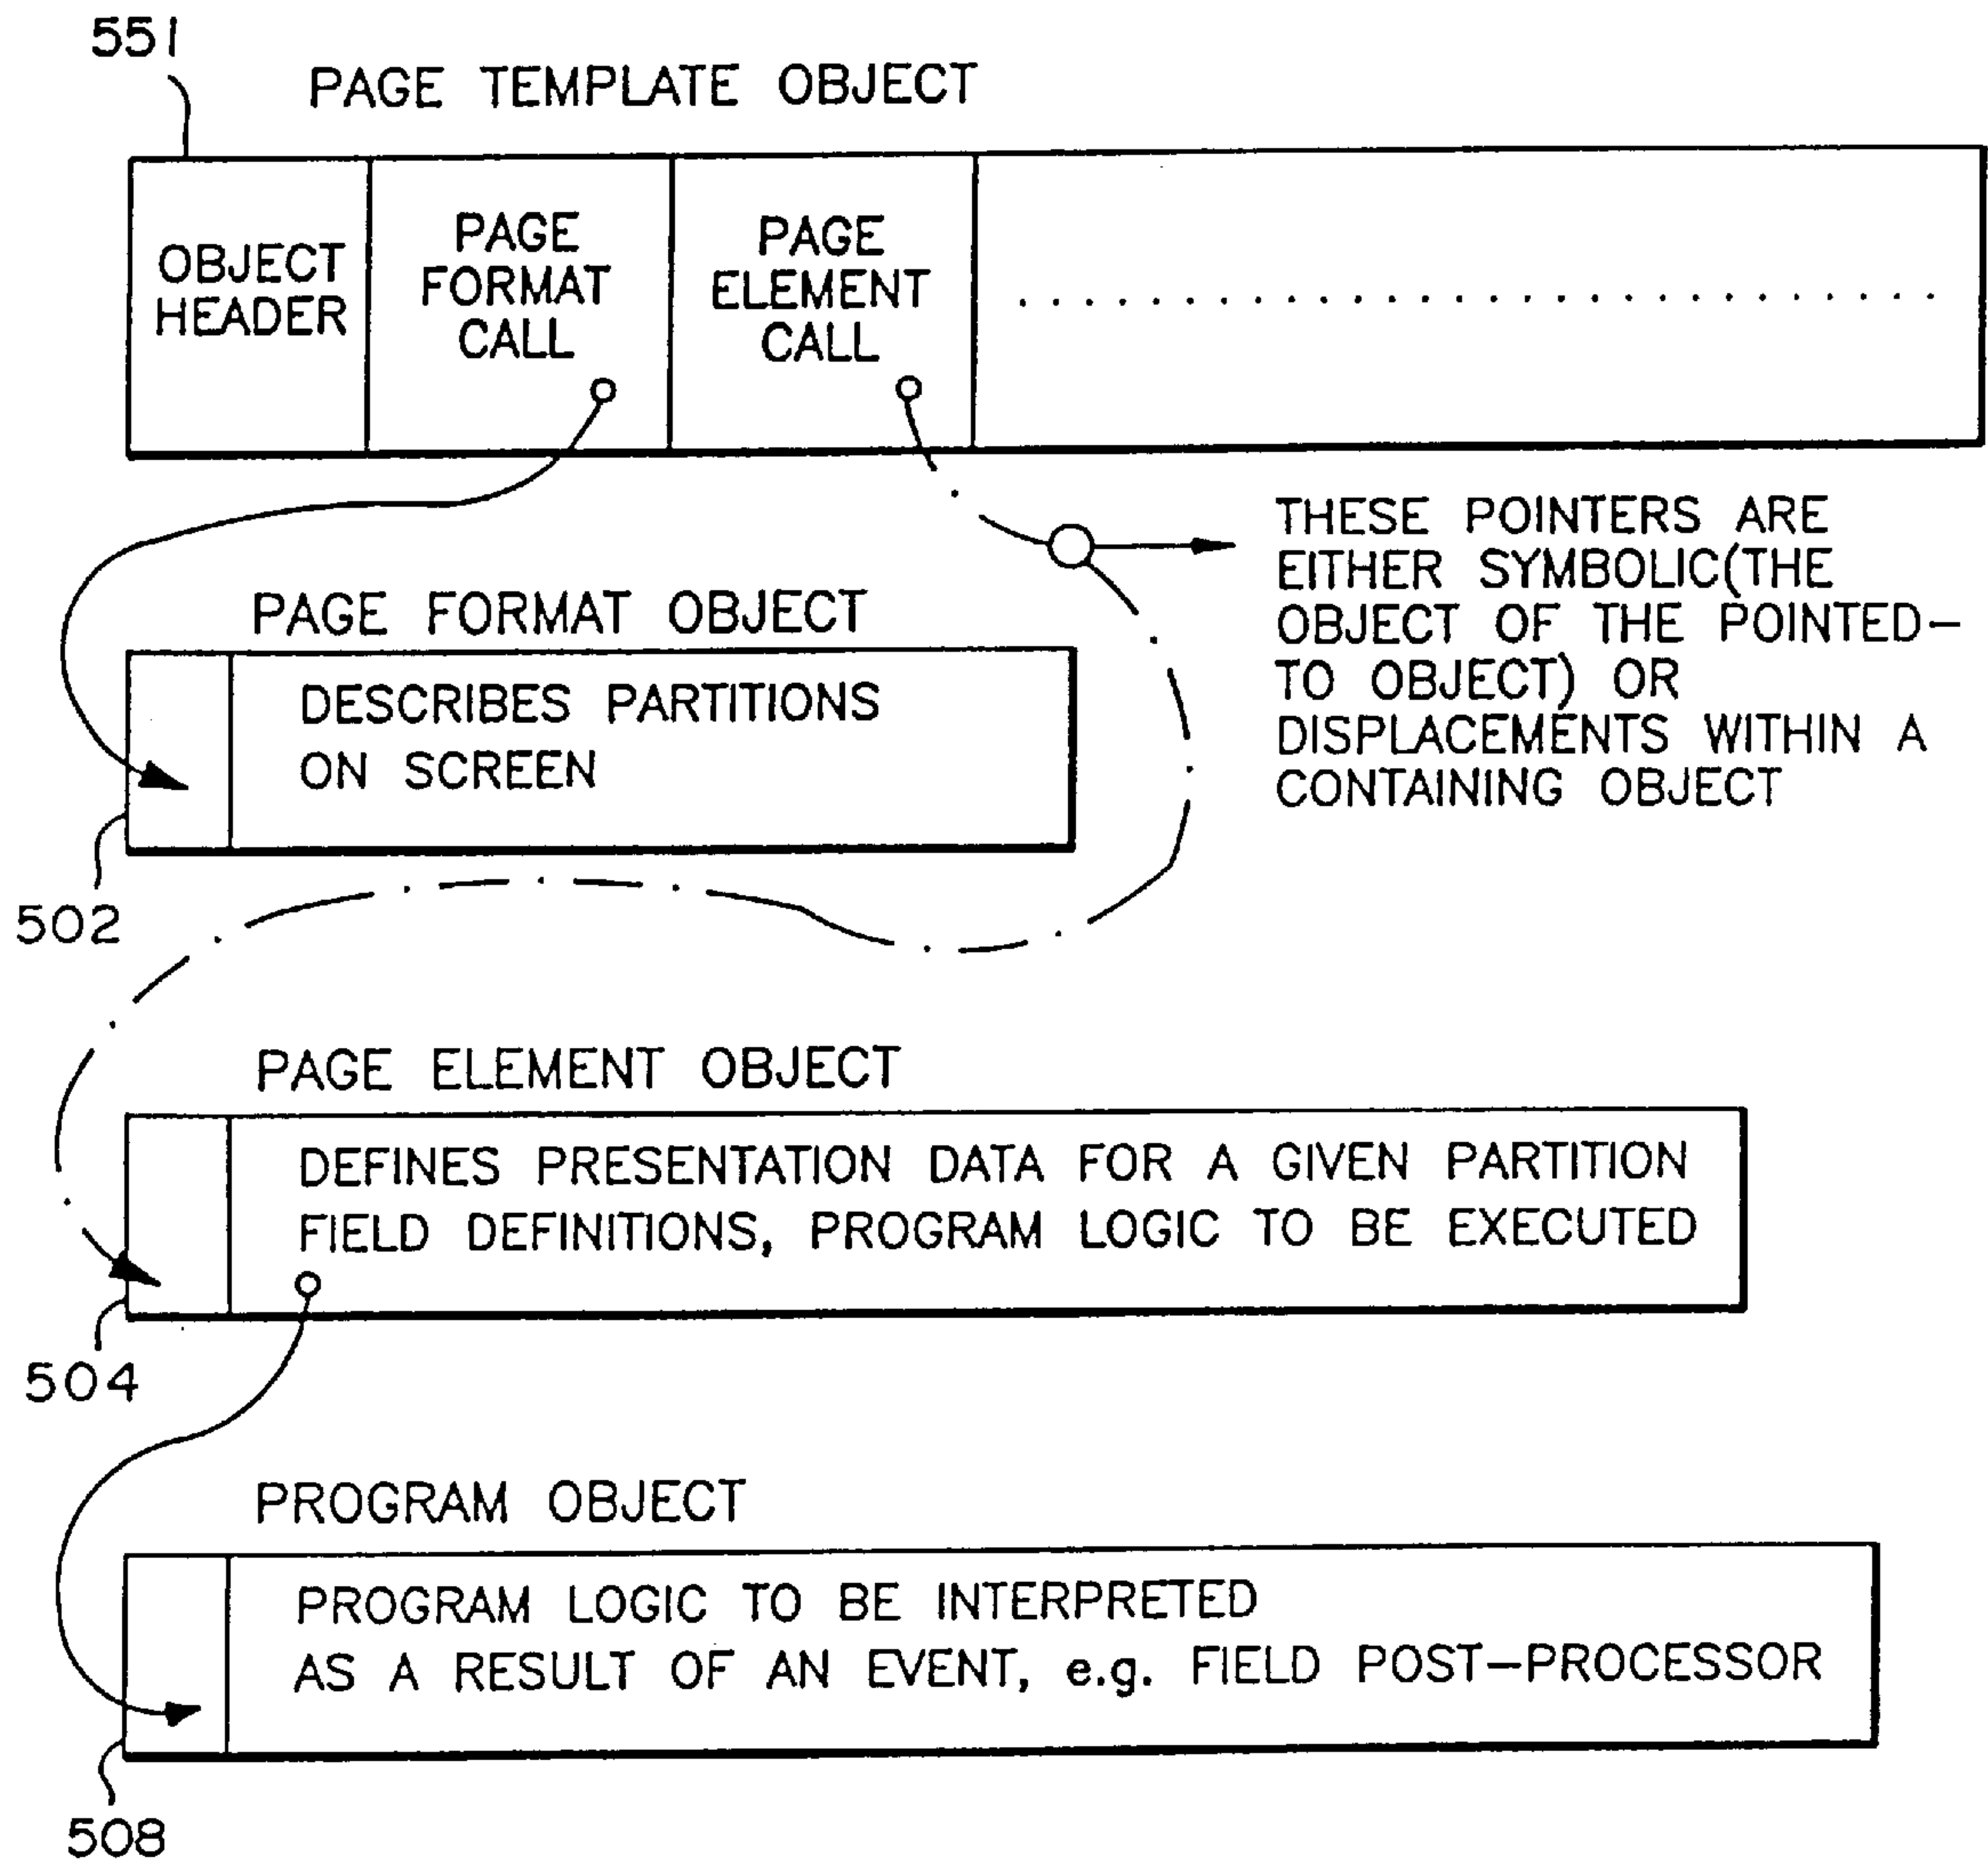 551
PAGE TEMPLATE OBJECT
OBJECT
HEADER
PAGE
FORMAT
CALL
PAGE
ELEMENT
CALL
THESE POINTERS ARE
EITHER SYMBOLIC(THE
OBJECT OF THE POINTED-
TO OBJECT) OR
DISPLACEMENTS WITHIN A
CONTAINING OBJECT
PAGE FORMAT OBJECT
DESCRIBES PARTITIONS
ON SCREEN
502
PAGE ELEMENT OBJECT
DEFINES PRESENTATION DATA FOR A GIVEN PARTITION
FIELD DEFINITIONS, PROGRAM LOGIC TO BE EXECUTED
504
PROGRAM OBJECT
PROGRAM LOGIC TO BE INTERPRETED
AS A RESULT OF AN EVENT, e.g. FIELD POST-PROCESSOR
508